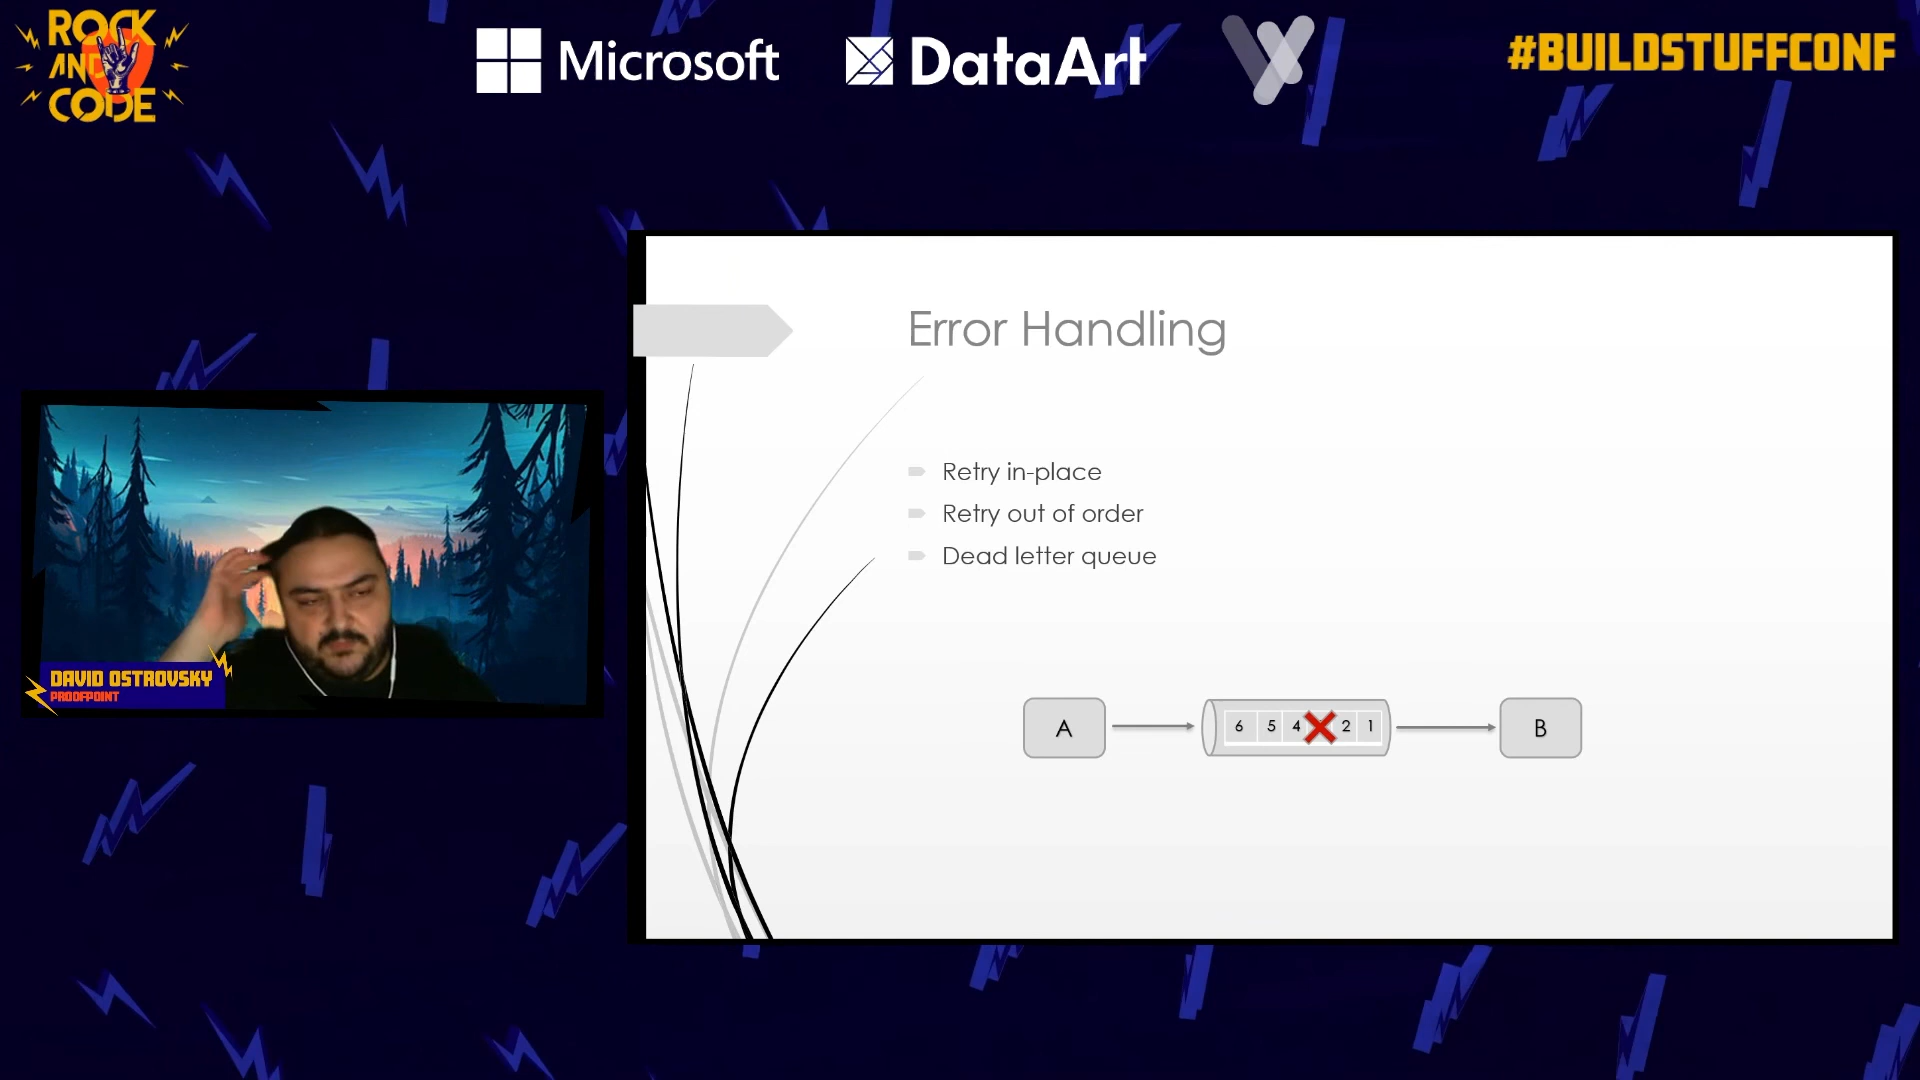 ROCK
AND
CODE
Microsoft
DataArt
#BUILDSTUFFCONF
Error Handling
Retry in-place
Retry out of order
Dead letter queue
A
6 5 4 2 1
B
DAVID OSTROVSKY
PROOFPOINT